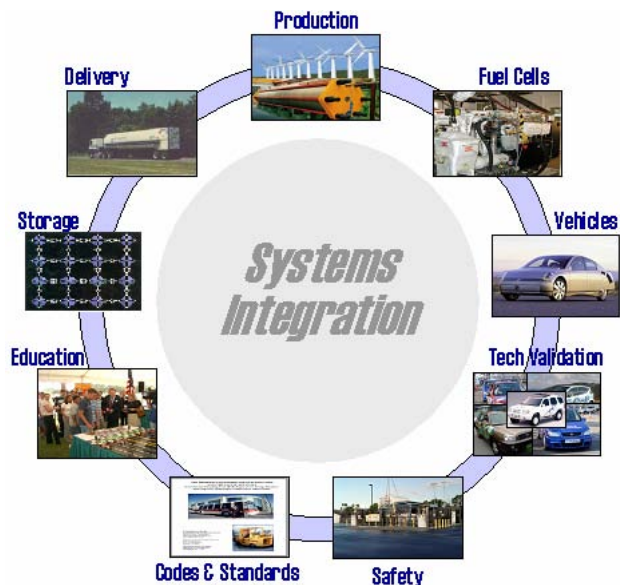 Production
Delivery
Fuel Cells
Storage
Vehicles
Systems
Integration
Education
Tech Validation
Codes & Standards
Safety